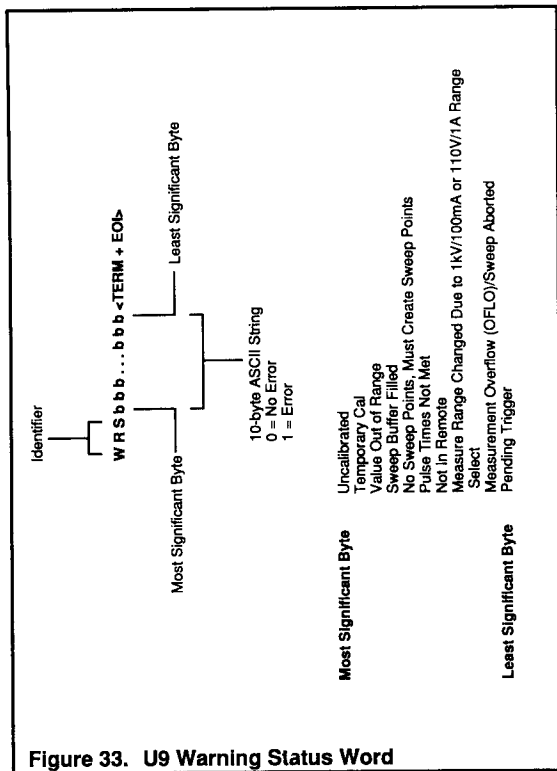 Identifier
W R S b b b . . . b b b <TERM + EOI>
Most Significant Byte
Least Significant Byte
10-byte ASCII String
0 = No Error
1 = Error
Most Significant Byte
Uncalibrated
Temporary Cal
Value Out of Range
Sweep Buffer Filled
No Sweep Points, Must Create Sweep Points
Pulse Times Not Met
Not In Remote
Measure Range Changed Due to 1kV/100mA or 110V/1A Range
Select
Measurement Overflow (OFLO)/Sweep Aborted
Least Significant Byte
Pending Trigger
Figure 33. U9 Warning Status Word